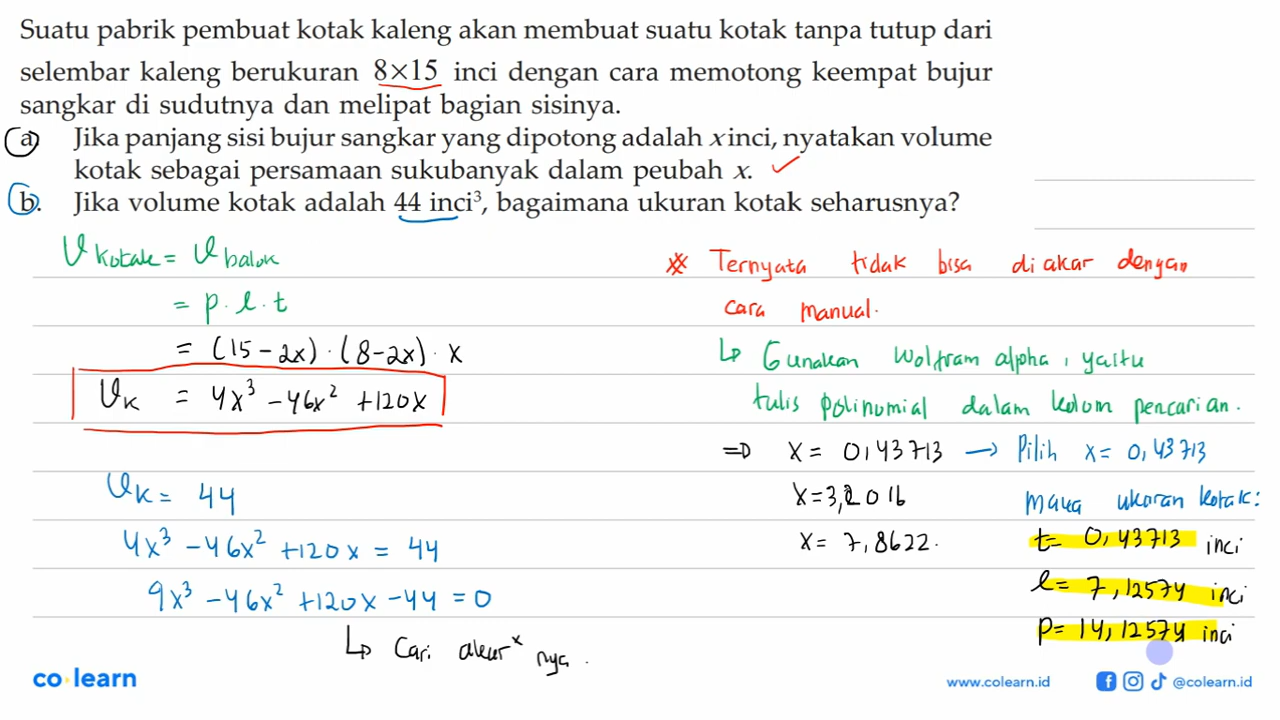 Suatu pabrik pembuat kotak kaleng akan membuat suatu kotak tanpa tutup dari
selembar kaleng berukuran 8×15 inci dengan cara memotong keempat bujur
sangkar di sudutnya dan melipat bagian sisinya.
a. Jika panjang sisi bujur sangkar yang dipotong adalah x inci, nyatakan volume
kotak sebagai persamaan sukubanyak dalam peubah x.
b. Jika volume kotak adalah 44 inci³, bagaimana ukuran kotak seharusnya?
V kotak = V balok
= p . l . t
= (15 - 2x) . (8 - 2x) . x
Vk = 4x³ - 46x² + 120x
Vk = 44
4x³ - 46x² + 120x = 44
9x³ - 46x² + 120x - 44 = 0
↳ Cari akar x nya .
* Ternyata tidak bisa di akar dengan
cara manual.
↳ Gunakan Wolfram alpha, yaitu
tulis polinomial dalam kolom pencarian.
⇒ x = 0,43713 → Pilih x = 0,43713
x = 3,2016
x = 7,8622.
maka ukuran kotak:
t = 0,43713 inci
l = 7,12574 inci
p = 14,12574 inci
co·learn
www.colearn.id
@colearn.id